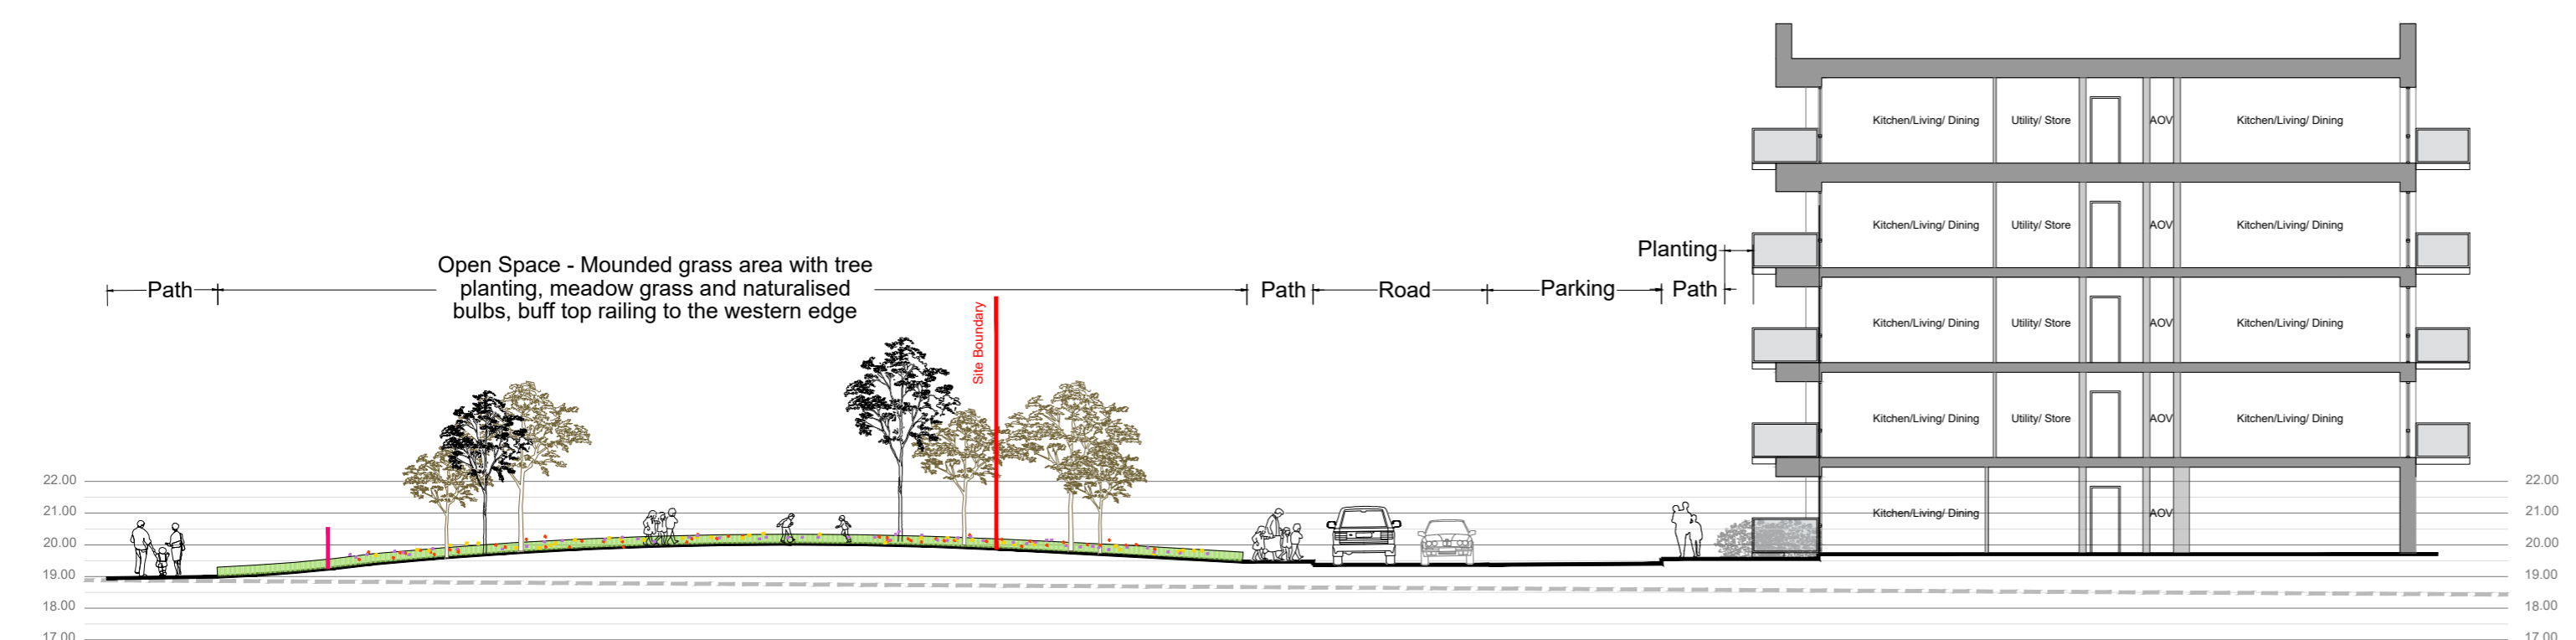 Kitchen/Living/ Dining Utility/ Store AOV Kitchen/Living/ Dining
Kitchen/Living/ Dining Utility/ Store AOV Kitchen/Living/ Dining
Planting
Open Space - Mounded grass area with tree
planting, meadow grass and naturalised
bulbs, buff top railing to the western edge
Path
Path
Road
Parking
Path
Site Boundary
Kitchen/Living/ Dining Utility/ Store AOV Kitchen/Living/ Dining
Kitchen/Living/ Dining Utility/ Store AOV Kitchen/Living/ Dining
Kitchen/Living/ Dining AOV
22.00
21.00
20.00
19.00
18.00
17.00
22.00
21.00
20.00
19.00
18.00
17.00